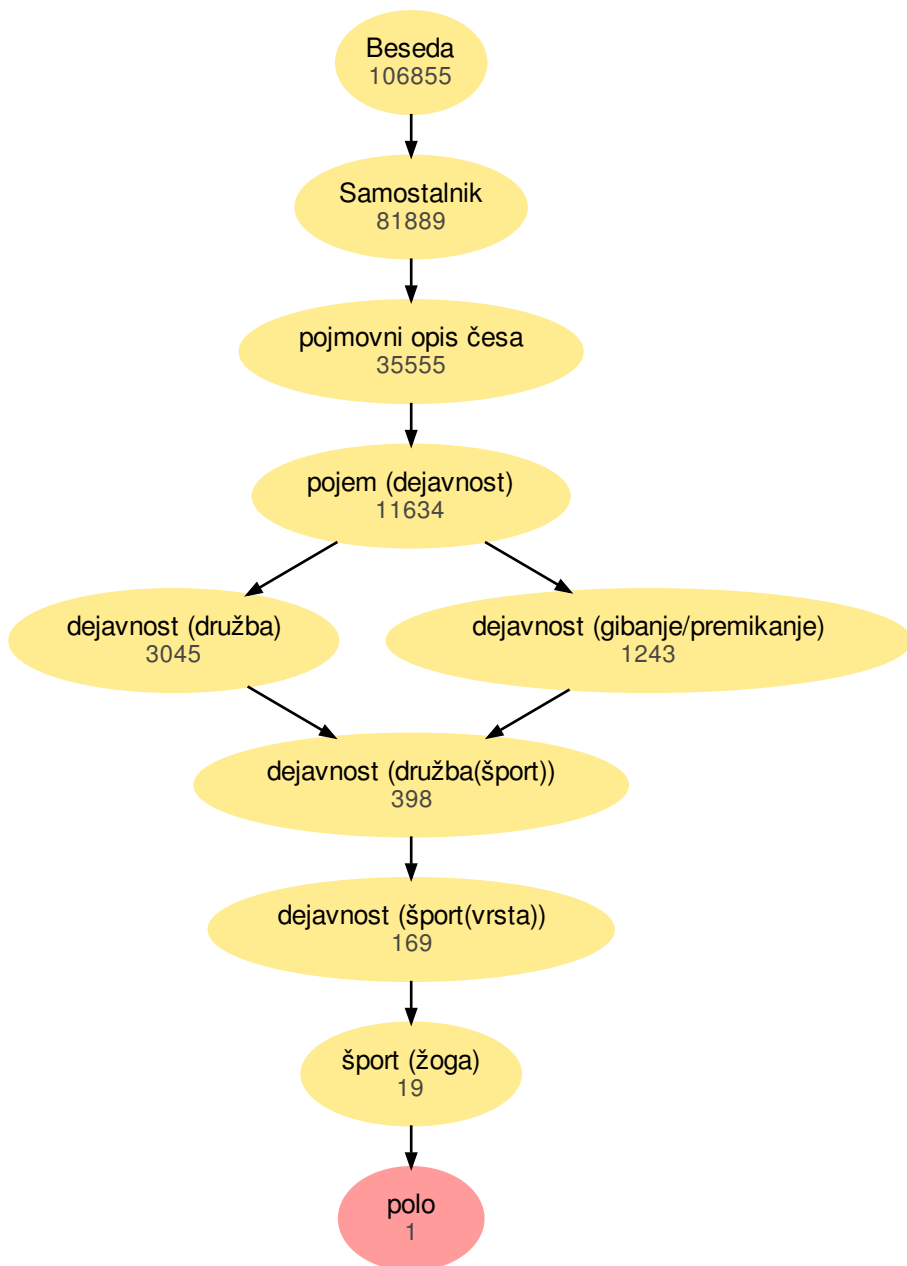 Beseda
106855
Samostalnik
81889
pojmovni opis česa
35555
pojem (dejavnost)
11634
dejavnost (družba)
3045
dejavnost (gibanje/premikanje)
1243
dejavnost (družba(šport))
398
dejavnost (šport(vrsta))
169
šport (žoga)
19
polo
1